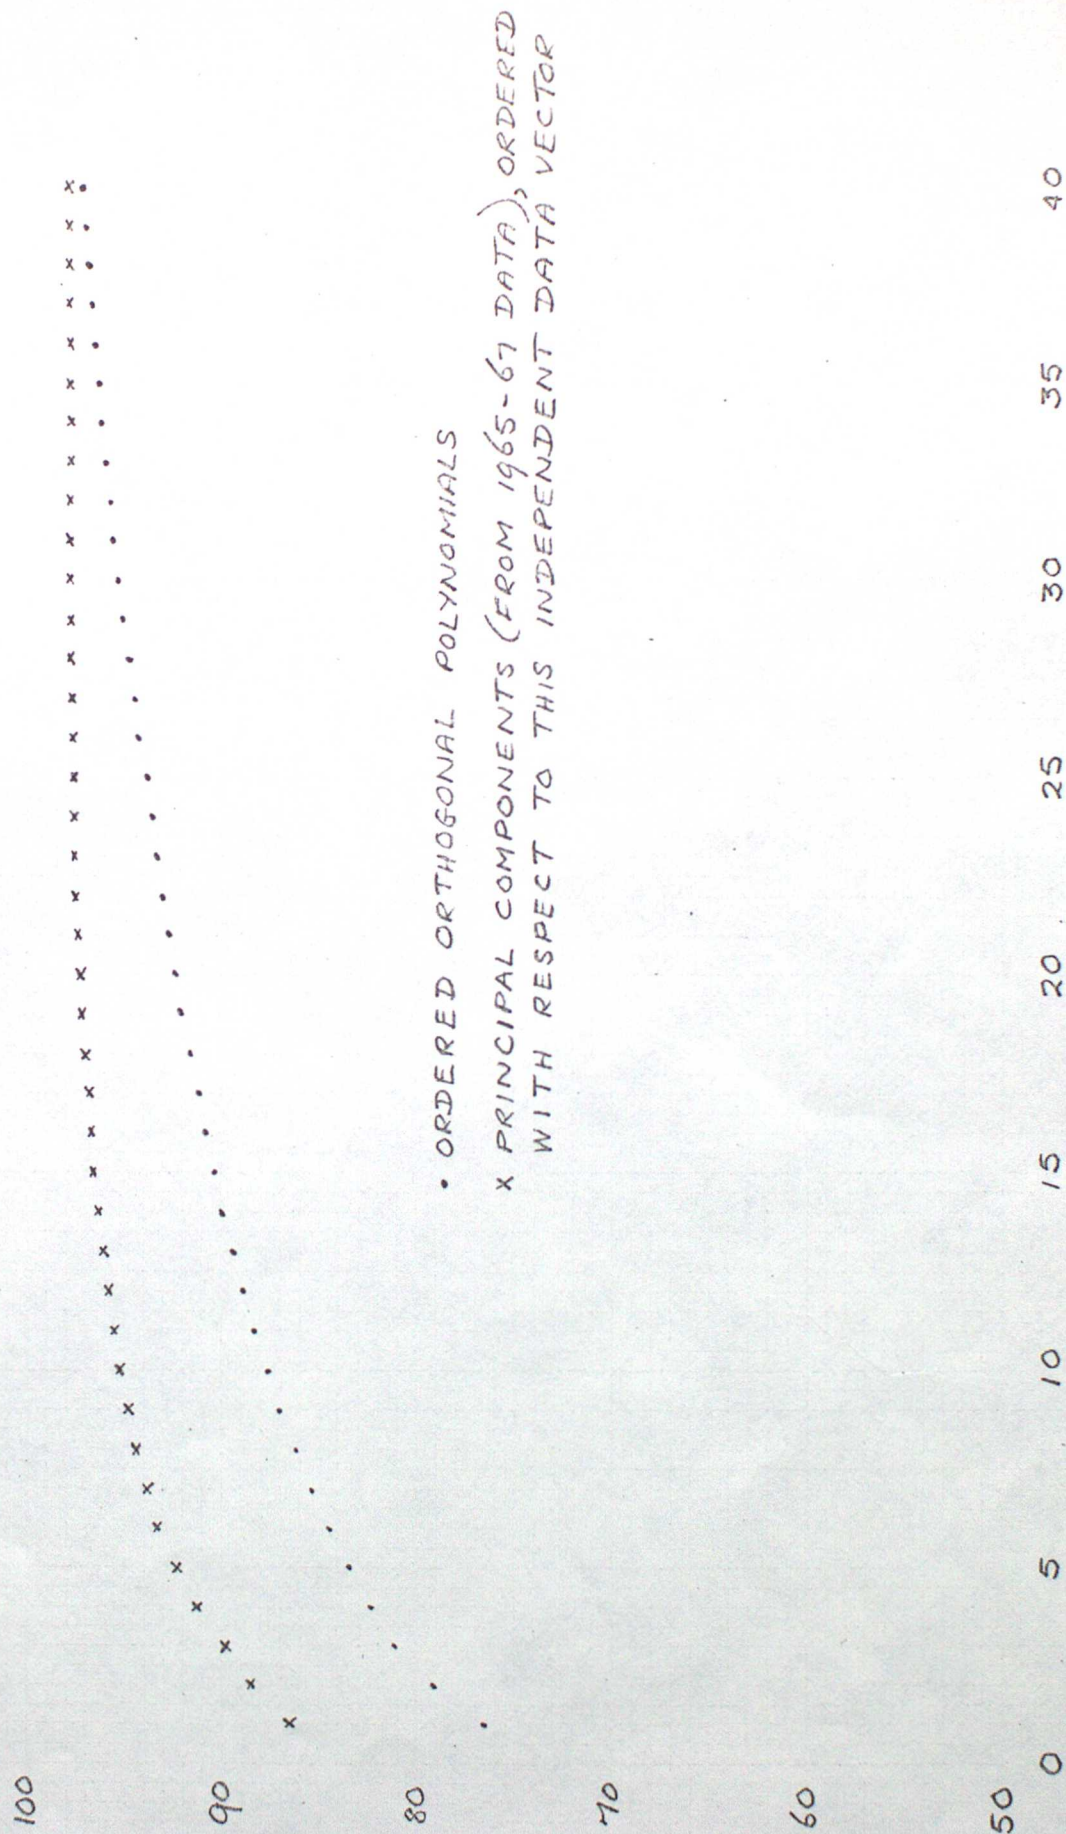 100
90
80
70
60
50
• ORDERED ORTHOGONAL POLYNOMIALS
x PRINCIPAL COMPONENTS (FROM 1965-67 DATA), ORDERED
WITH RESPECT TO THIS INDEPENDENT DATA VECTOR
0 5 10 15 20 25 30 35 40